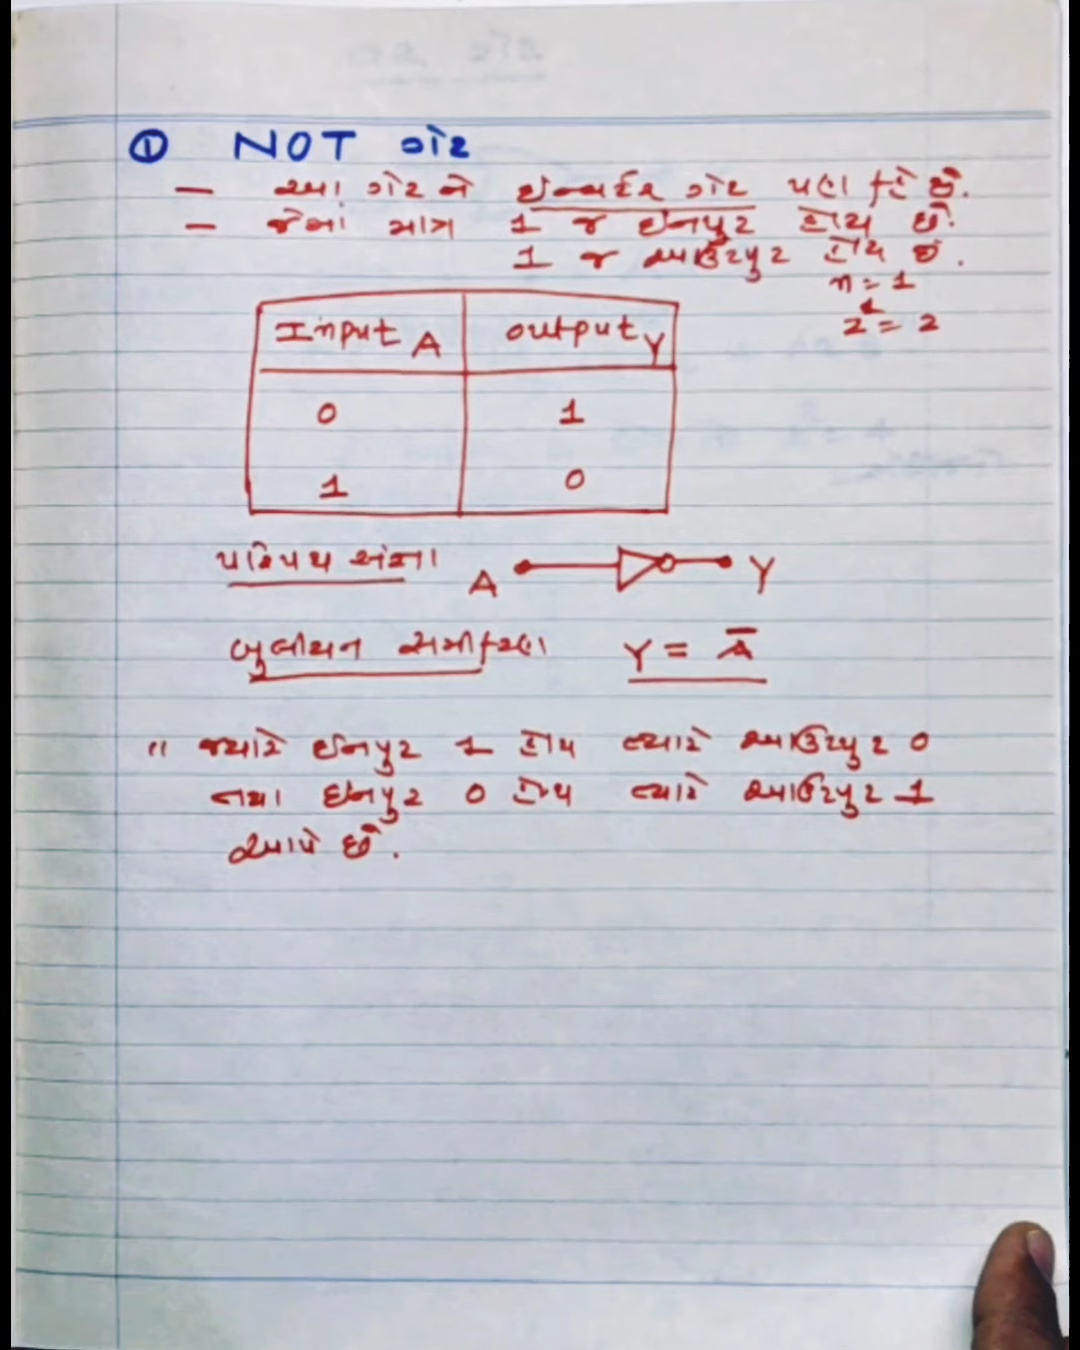 ① NOT ગેટ
— આ ગેટ ને ઇન્વર્ટર ગેટ પણ કહે છે.
— જેમાં માત્ર 1 જ ઇનપુટ હોય છે.
1 જ આઉટપુટ હોય છે.
n = 1
2¹ = 2
Input A output Y
0 1
1 0
પરિપથ સંજ્ઞા A Y
બુલીયન સમીકરણ Y = A̅
" જ્યારે ઇનપુટ 1 હોય ત્યારે આઉટપુટ 0
તથા ઇનપુટ 0 હોય ત્યારે આઉટપુટ 1
આપે છે.